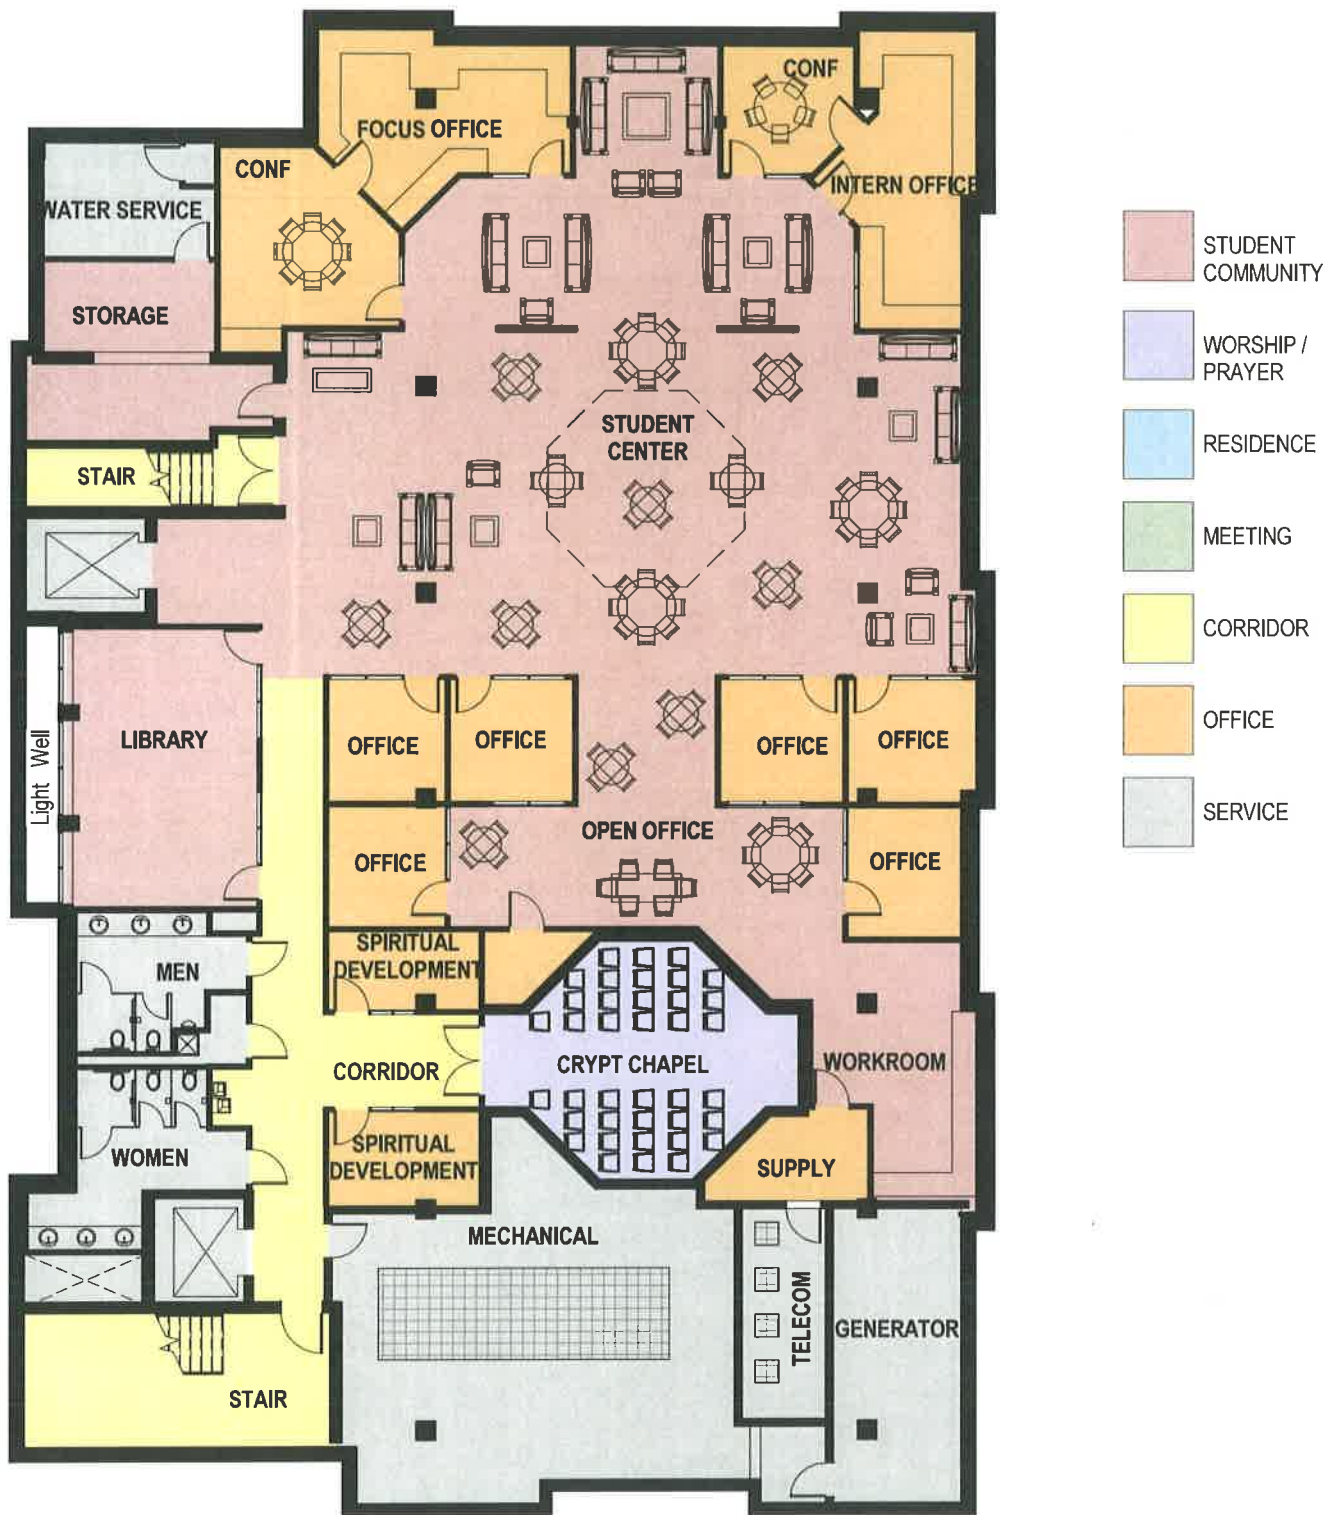 CONF
FOCUS OFFICE
CONF
WATER SERVICE
INTERN OFFICE
STORAGE
STUDENT
CENTER
STAIR
LIBRARY
Light Well
OFFICE
OFFICE
OFFICE
OFFICE
OPEN OFFICE
OFFICE
OFFICE
SPIRITUAL
DEVELOPMENT
MEN
CORRIDOR
CRYPT CHAPEL
WORKROOM
WOMEN
SPIRITUAL
DEVELOPMENT
SUPPLY
MECHANICAL
TELECOM
GENERATOR
STAIR
STUDENT
COMMUNITY
WORSHIP /
PRAYER
RESIDENCE
MEETING
CORRIDOR
OFFICE
SERVICE